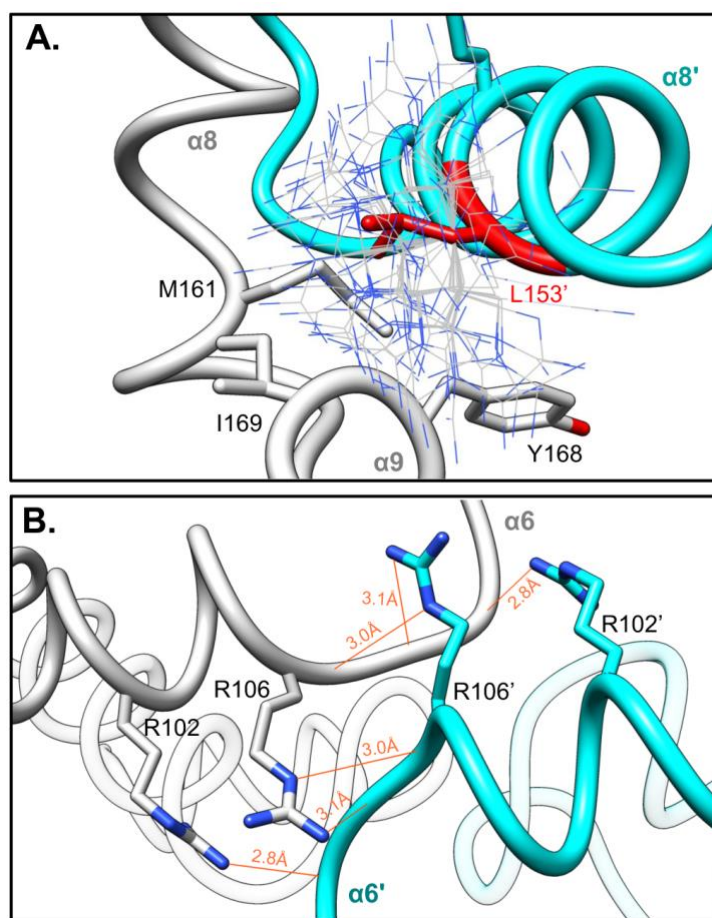 A.
α8'
α8
M161
L153'
I169
α9
Y168
B.
α6
3.1Å
2.8Å
3.0Å
R102'
R106
R106'
R102
3.0Å
3.1Å
2.8Å
α6'